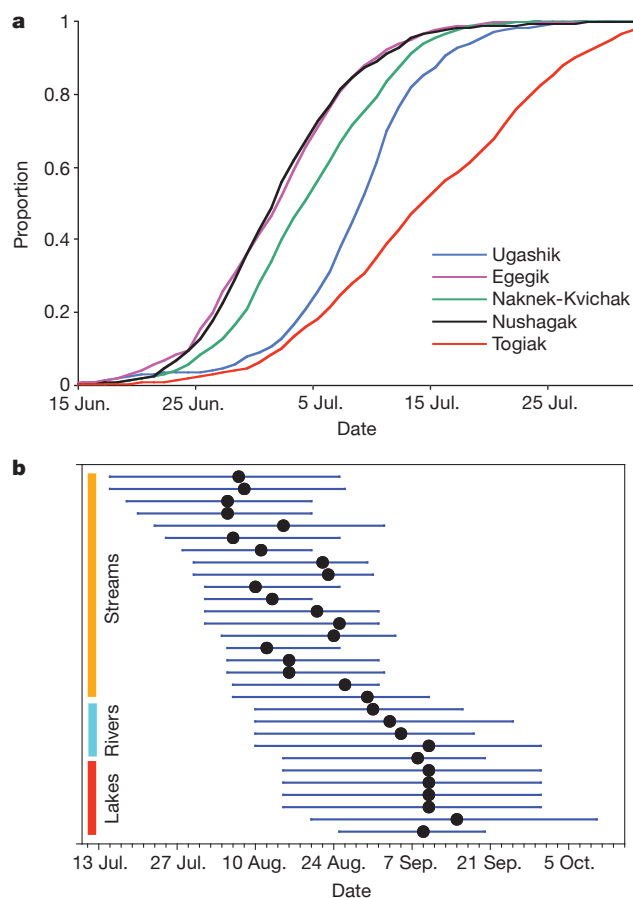 a
1
0.8
0.6
0.4
0.2
0
Proportion
Ugashik
Egegik
Naknek-Kvichak
Nushagak
Togiak
15 Jun. 25 Jun. 5 Jul. 15 Jul. 25 Jul.
Date
b
Streams
Rivers
Lakes
13 Jul. 27 Jul. 10 Aug. 24 Aug. 7 Sep. 21 Sep. 5 Oct.
Date